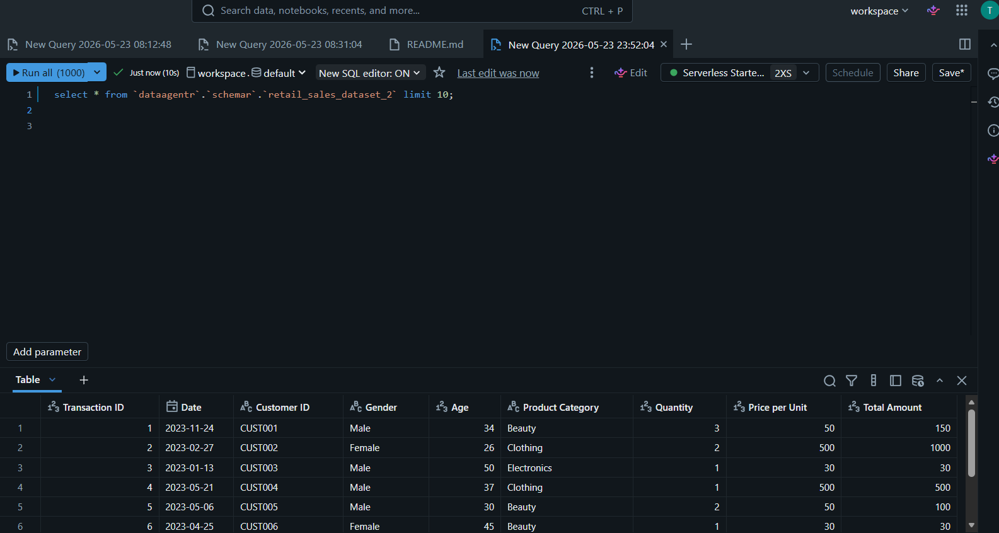 Search data, notebooks, recents, and more... CTRL + P workspace T
New Query 2026-05-23 08:12:48 New Query 2026-05-23 08:31:04 README.md New Query 2026-05-23 23:52:04
Run all (1000) Just now (10s) workspace . default New SQL editor: ON Last edit was now Edit Serverless Starte... 2XS Schedule Share Save*
1 select * from `dataagentr`.`schemar`.`retail_sales_dataset_2` limit 10;
2
3
Add parameter
Table
Transaction ID Date Customer ID Gender Age Product Category Quantity Price per Unit Total Amount
1 1 2023-11-24 CUST001 Male 34 Beauty 3 50 150
2 2 2023-02-27 CUST002 Female 26 Clothing 2 500 1000
3 3 2023-01-13 CUST003 Male 50 Electronics 1 30 30
4 4 2023-05-21 CUST004 Male 37 Clothing 1 500 500
5 5 2023-05-06 CUST005 Male 30 Beauty 2 50 100
6 6 2023-04-25 CUST006 Female 45 Beauty 1 30 30